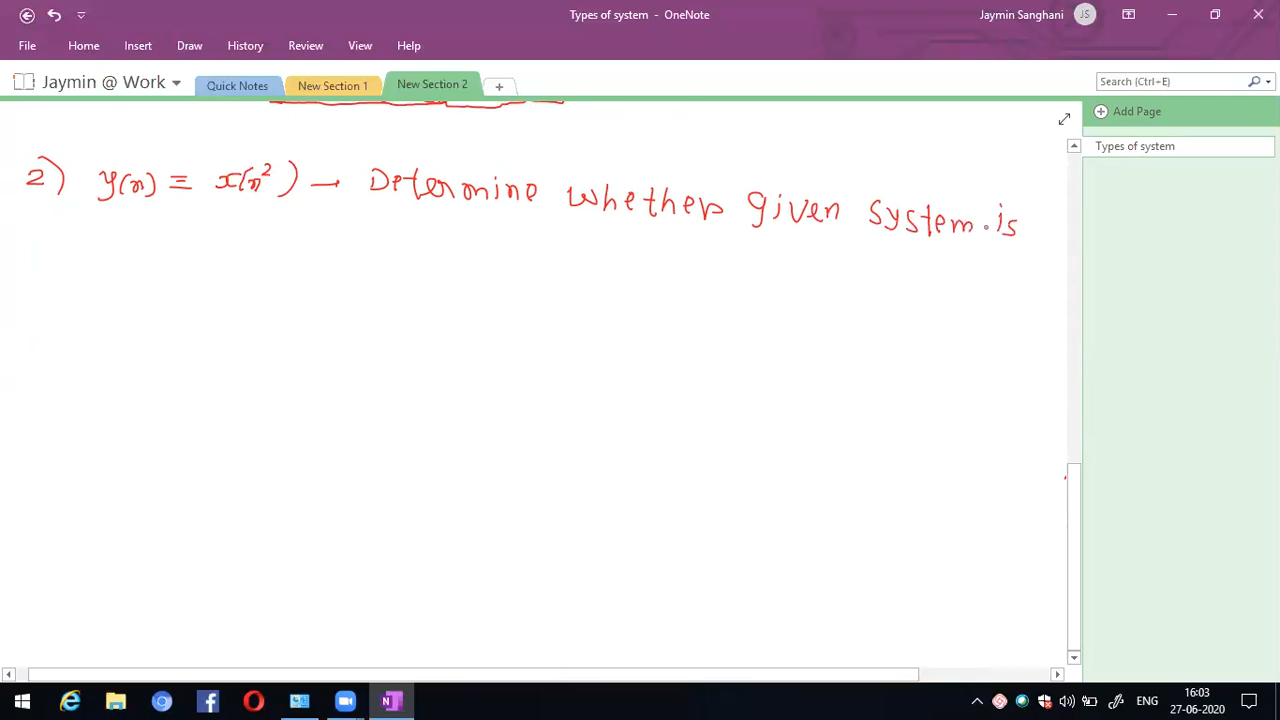 Types of system - OneNote
Jaymin Sanghani
JS
File Home Insert Draw History Review View Help
Jaymin @ Work
Quick Notes
New Section 1
New Section 2
Search (Ctrl+E)
Add Page
Types of system
2) y(n) = x(n²) → Determine whether given system is
ENG
16:03
27-06-2020